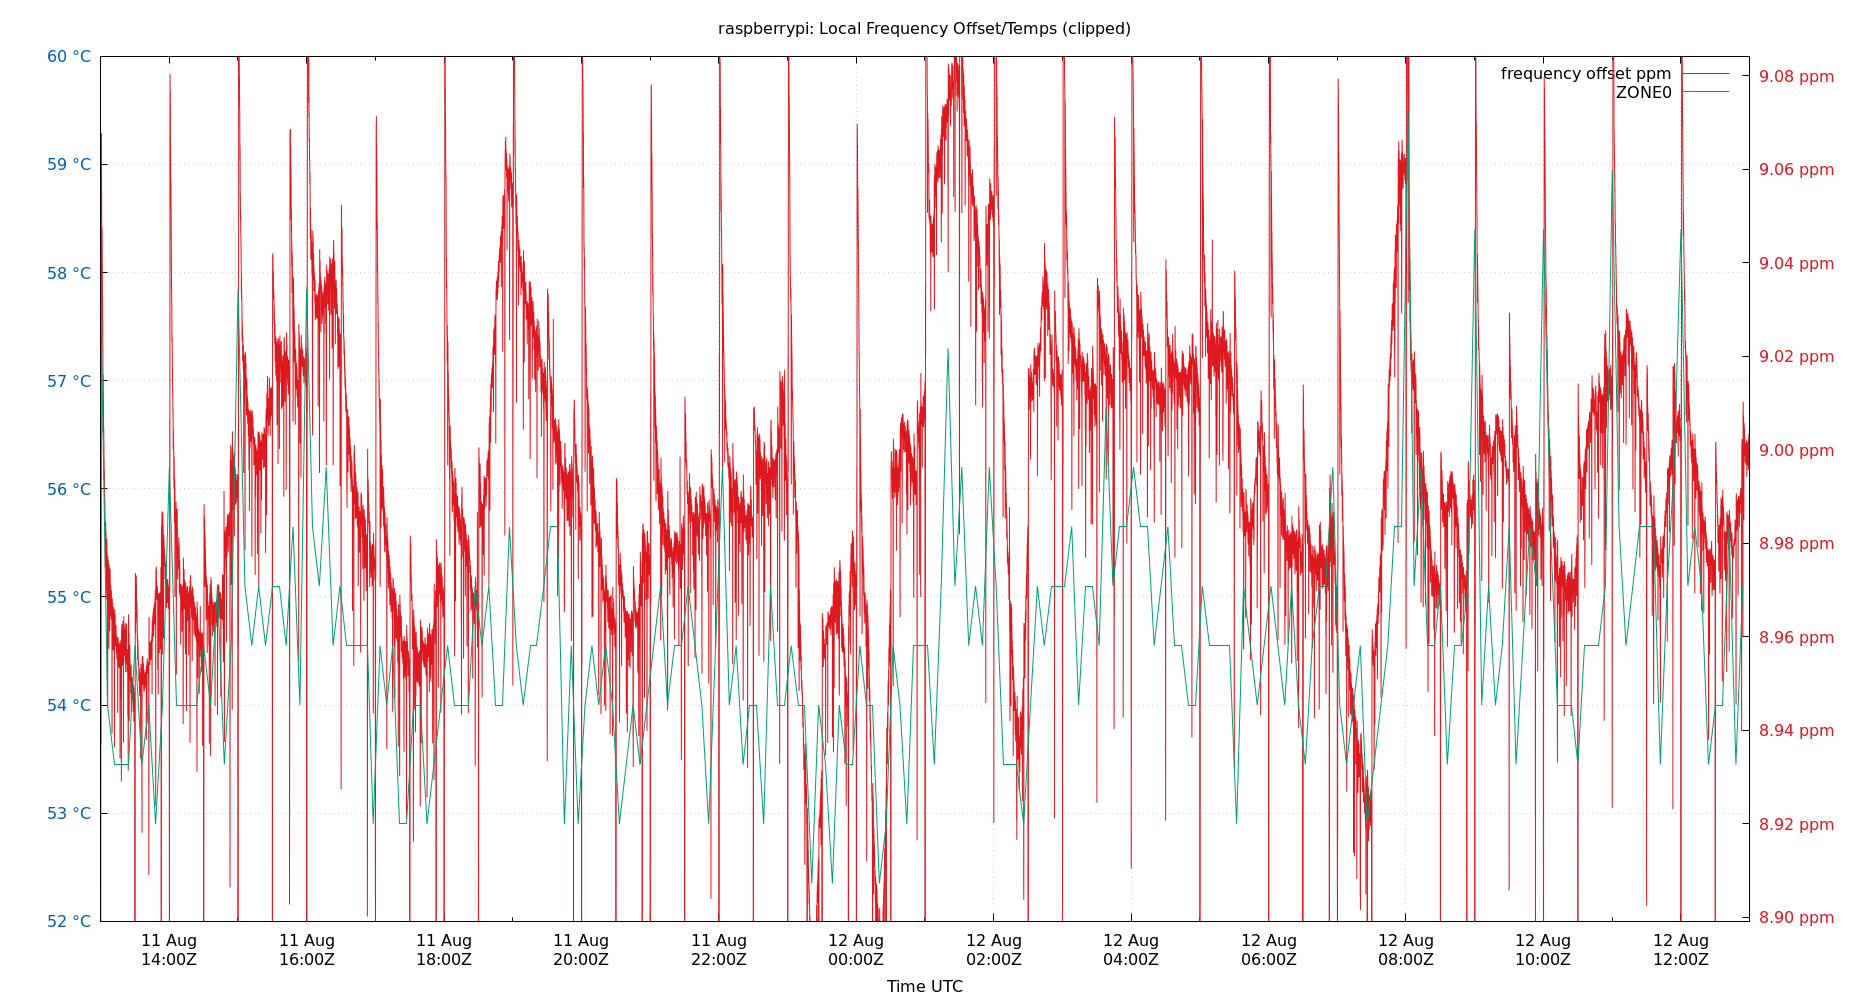 raspberrypi: Local Frequency Offset/Temps (clipped)
60 °C
59 °C
58 °C
57 °C
56 °C
55 °C
54 °C
53 °C
52 °C
frequency offset ppm
ZONE0
9.08 ppm
9.06 ppm
9.04 ppm
9.02 ppm
9.00 ppm
8.98 ppm
8.96 ppm
8.94 ppm
8.92 ppm
8.90 ppm
11 Aug 11 Aug 11 Aug 11 Aug 11 Aug 12 Aug 12 Aug 12 Aug 12 Aug 12 Aug 12 Aug 12 Aug
14:00Z 16:00Z 18:00Z 20:00Z 22:00Z 00:00Z 02:00Z 04:00Z 06:00Z 08:00Z 10:00Z 12:00Z
Time UTC